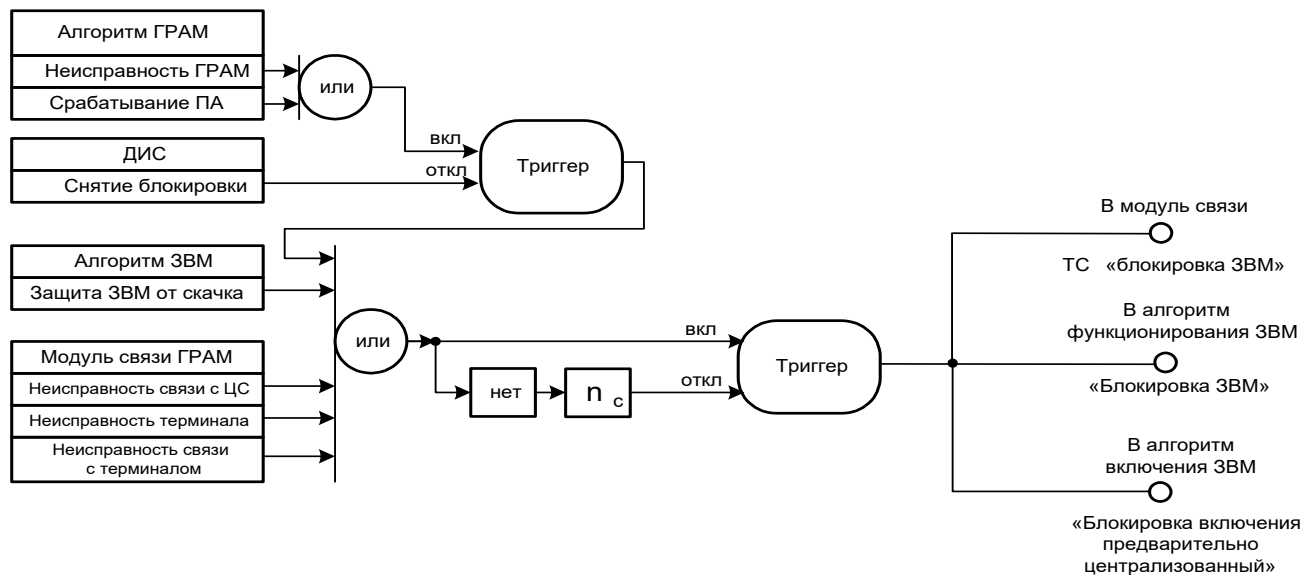 Алгоритм ГРАМ
Неисправность ГРАМ
Срабатывание ПА
или
ДИС
Снятие блокировки
вкл
откл
Триггер
Алгоритм ЗВМ
Защита ЗВМ от скачка
Модуль связи ГРАМ
Неисправность связи с ЦС
Неисправность терминала
Неисправность связи
с терминалом
или
нет
n с
вкл
откл
Триггер
В модуль связи
ТС «блокировка ЗВМ»
В алгоритм
функционирования ЗВМ
«Блокировка ЗВМ»
В алгоритм
включения ЗВМ
«Блокировка включения
предварительно
централизованный»